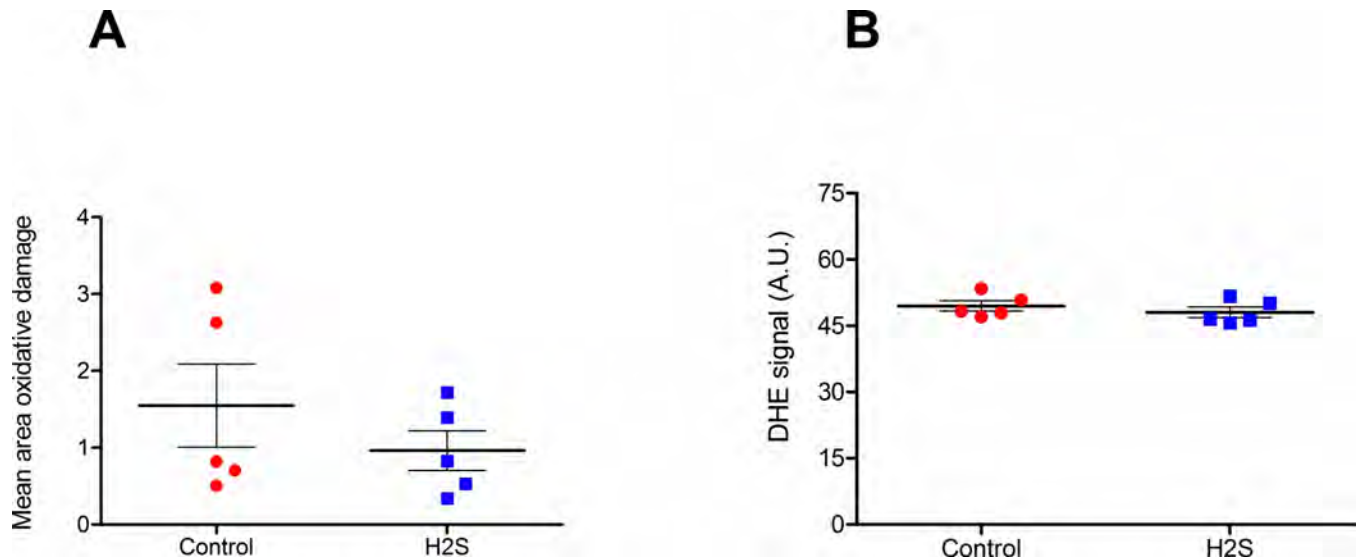 A
Mean area oxidative damage
4
3
2
1
0
Control
H2S
B
DHE signal (A.U.)
75
60
45
30
15
0
Control
H2S